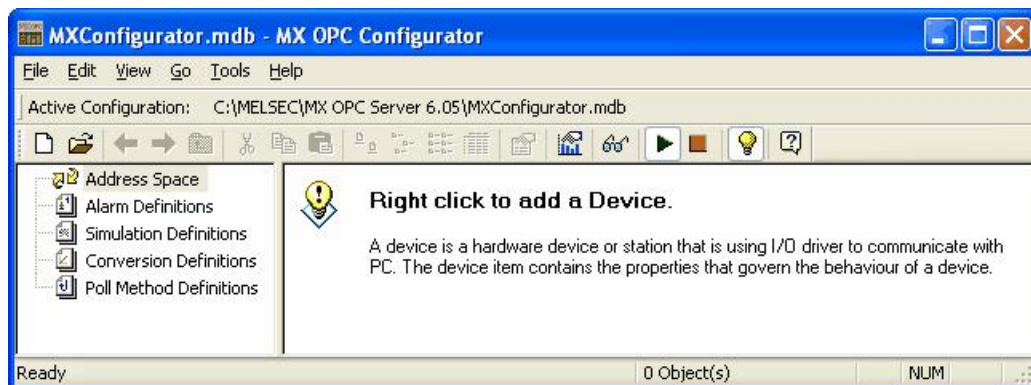 MXConfigurator.mdb - MX OPC Configurator
File Edit View Go Tools Help
Active Configuration: C:\MELSEC\MX OPC Server 6.05\MXConfigurator.mdb
Address Space
Alarm Definitions
Simulation Definitions
Conversion Definitions
Poll Method Definitions
Right click to add a Device.
A device is a hardware device or station that is using I/O driver to communicate with
PC. The device item contains the properties that govern the behaviour of a device.
Ready 0 Object(s) NUM